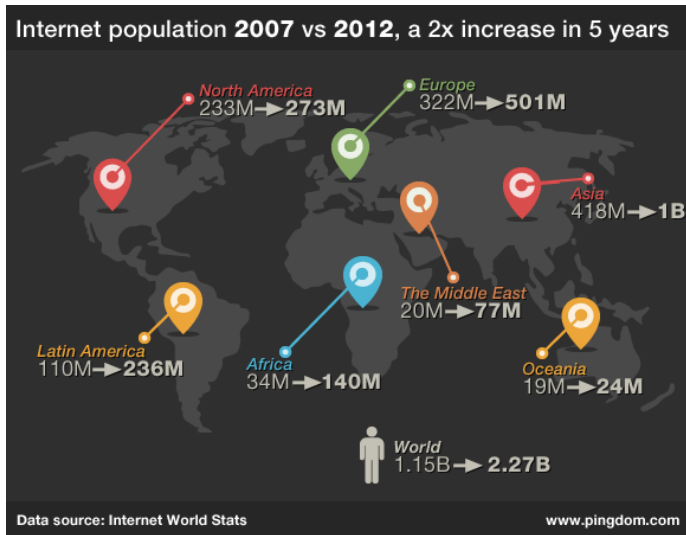 Internet population 2007 vs 2012, a 2x increase in 5 years
North America
233M→273M
Europe
322M→501M
Asia
418M→1B
The Middle East
20M→77M
Latin America
110M→236M
Africa
34M→140M
Oceania
19M→24M
World
1.15B→2.27B
Data source: Internet World Stats
www.pingdom.com